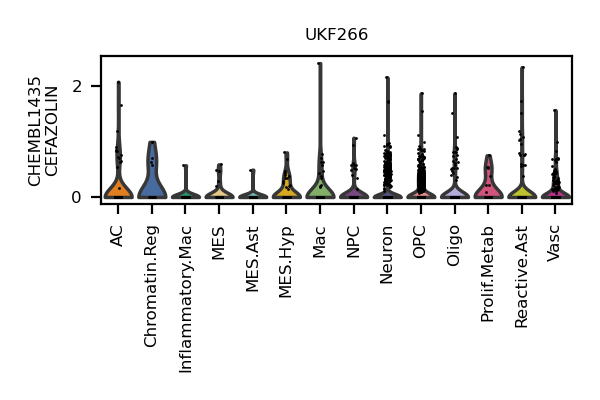 UKF266
CHEMBL1435
CEFAZOLIN
2
0
AC
Chromatin.Reg
Inflammatory.Mac
MES
MES.Ast
MES.Hyp
Mac
NPC
Neuron
OPC
Oligo
Prolif.Metab
Reactive.Ast
Vasc